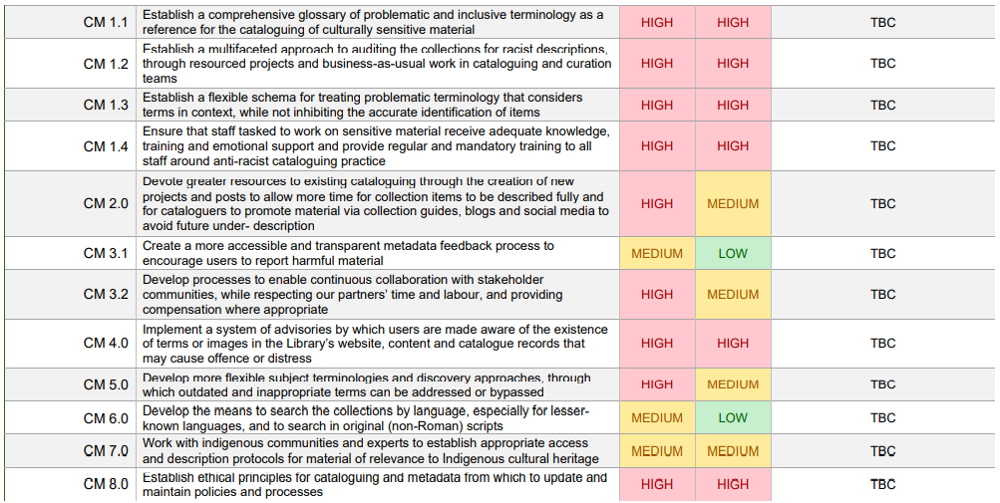 CM 1.1 Establish a comprehensive glossary of problematic and inclusive terminology as a HIGH HIGH TBC
reference for the cataloguing of culturally sensitive material
CM 1.2 Establish a multifaceted approach to auditing the collections for racist descriptions, HIGH HIGH TBC
through resourced projects and business-as-usual work in cataloguing and curation
teams
CM 1.3 Establish a flexible schema for treating problematic terminology that considers HIGH HIGH TBC
terms in context, while not inhibiting the accurate identification of items
CM 1.4 Ensure that staff tasked to work on sensitive material receive adequate knowledge, HIGH HIGH TBC
training and emotional support and provide regular and mandatory training to all
staff around anti-racist cataloguing practice
CM 2.0 Devote greater resources to existing cataloguing through the creation of new HIGH MEDIUM TBC
projects and posts to allow more time for collection items to be described fully and
for cataloguers to promote material via collection guides, blogs and social media to
avoid future under- description
CM 3.1 Create a more accessible and transparent metadata feedback process to MEDIUM LOW TBC
encourage users to report harmful material
CM 3.2 Develop processes to enable continuous collaboration with stakeholder HIGH MEDIUM TBC
communities, while respecting our partners' time and labour, and providing
compensation where appropriate
CM 4.0 Implement a system of advisories by which users are made aware of the existence HIGH HIGH TBC
of terms or images in the Library's website, content and catalogue records that
may cause offence or distress
CM 5.0 Develop more flexible subject terminologies and discovery approaches, through HIGH MEDIUM TBC
which outdated and inappropriate terms can be addressed or bypassed
CM 6.0 Develop the means to search the collections by language, especially for lesser- MEDIUM LOW TBC
known languages, and to search in original (non-Roman) scripts
CM 7.0 Work with indigenous communities and experts to establish appropriate access MEDIUM MEDIUM TBC
and description protocols for material of relevance to Indigenous cultural heritage
CM 8.0 Establish ethical principles for cataloguing and metadata from which to update and HIGH HIGH TBC
maintain policies and processes